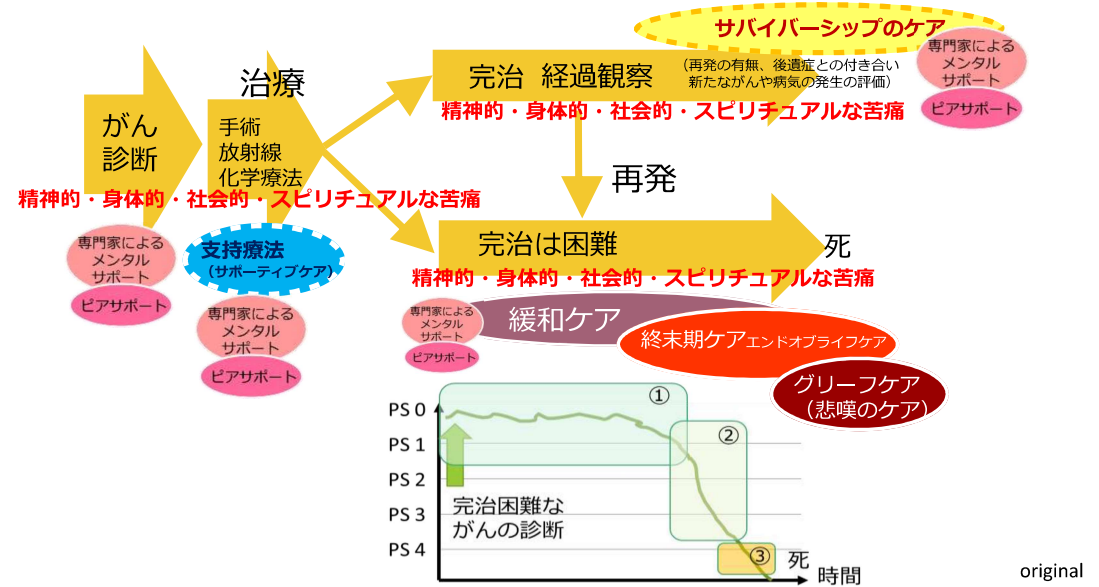 サバイバーシップのケア
専門家による
メンタル
サポート
ピアサポート
完治 経過観察
（再発の有無、後遺症との付き合い
新たながんや病気の発生の評価）
精神的・身体的・社会的・スピリチュアルな苦痛
治療
がん
診断
手術
放射線
化学療法
精神的・身体的・社会的・スピリチュアルな苦痛
再発
完治は困難
死
精神的・身体的・社会的・スピリチュアルな苦痛
専門家による
メンタル
サポート
ピアサポート
支持療法
（サポーティブケア）
専門家による
メンタル
サポート
ピアサポート
専門家による
メンタル
サポート
ピアサポート
緩和ケア
終末期ケアエンドオブライフケア
グリーフケア
（悲嘆のケア）
PS 0
PS 1
PS 2
PS 3
PS 4
①
②
③
完治困難な
がんの診断
死
時間
original